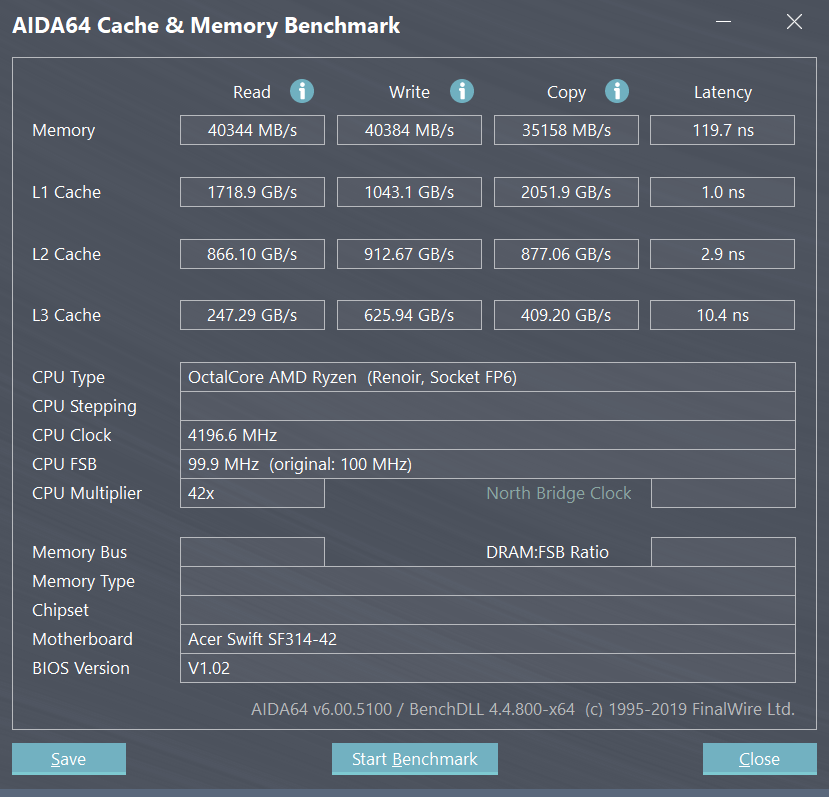 AIDA64 Cache & Memory Benchmark
Read Write Copy Latency
Memory 40344 MB/s 40384 MB/s 35158 MB/s 119.7 ns
L1 Cache 1718.9 GB/s 1043.1 GB/s 2051.9 GB/s 1.0 ns
L2 Cache 866.10 GB/s 912.67 GB/s 877.06 GB/s 2.9 ns
L3 Cache 247.29 GB/s 625.94 GB/s 409.20 GB/s 10.4 ns
CPU Type OctalCore AMD Ryzen (Renoir, Socket FP6)
CPU Stepping
CPU Clock 4196.6 MHz
CPU FSB 99.9 MHz (original: 100 MHz)
CPU Multiplier 42x North Bridge Clock
Memory Bus DRAM:FSB Ratio
Memory Type
Chipset
Motherboard Acer Swift SF314-42
BIOS Version V1.02
AIDA64 v6.00.5100 / BenchDLL 4.4.800-x64 (c) 1995-2019 FinalWire Ltd.
Save Start Benchmark Close